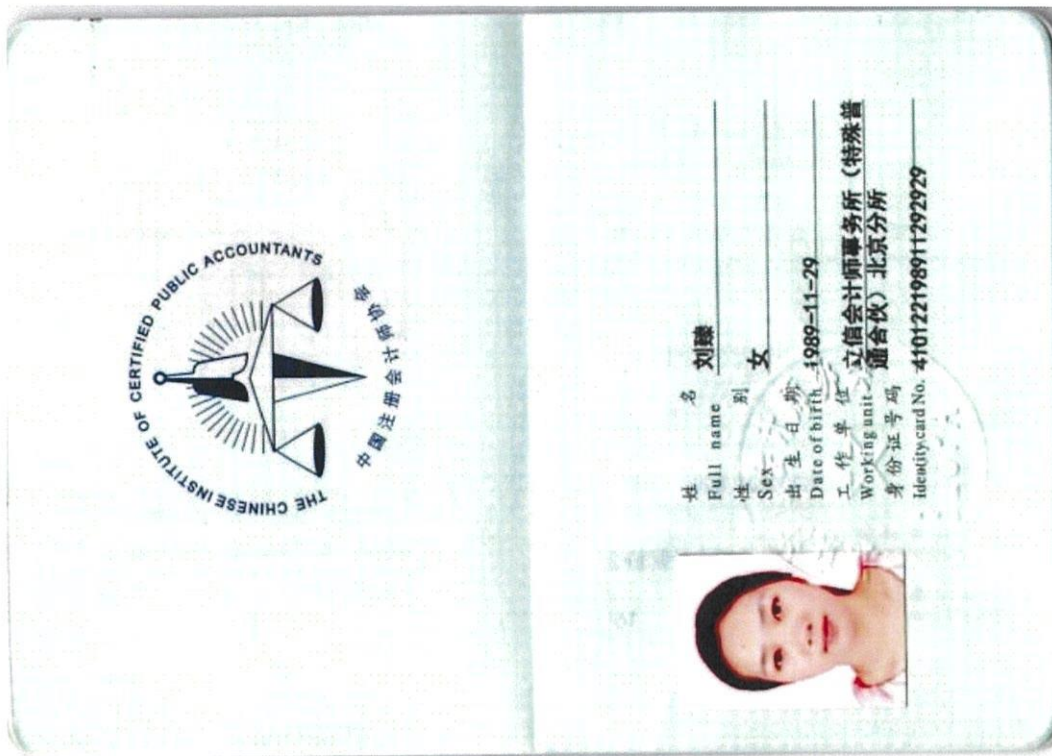 THE CHINESE INSTITUTE OF CERTIFIED PUBLIC ACCOUNTANTS
中国注册会计师协会
姓 名 刘臻
Full name
性 别 女
Sex
出 生 日 期 1989-11-29
Date of birth
工 作 单 位 立信会计师事务所（特殊普
Working unit 通合伙）北京分所
身 份 证 号 码
Identity card No. 410122198911292929